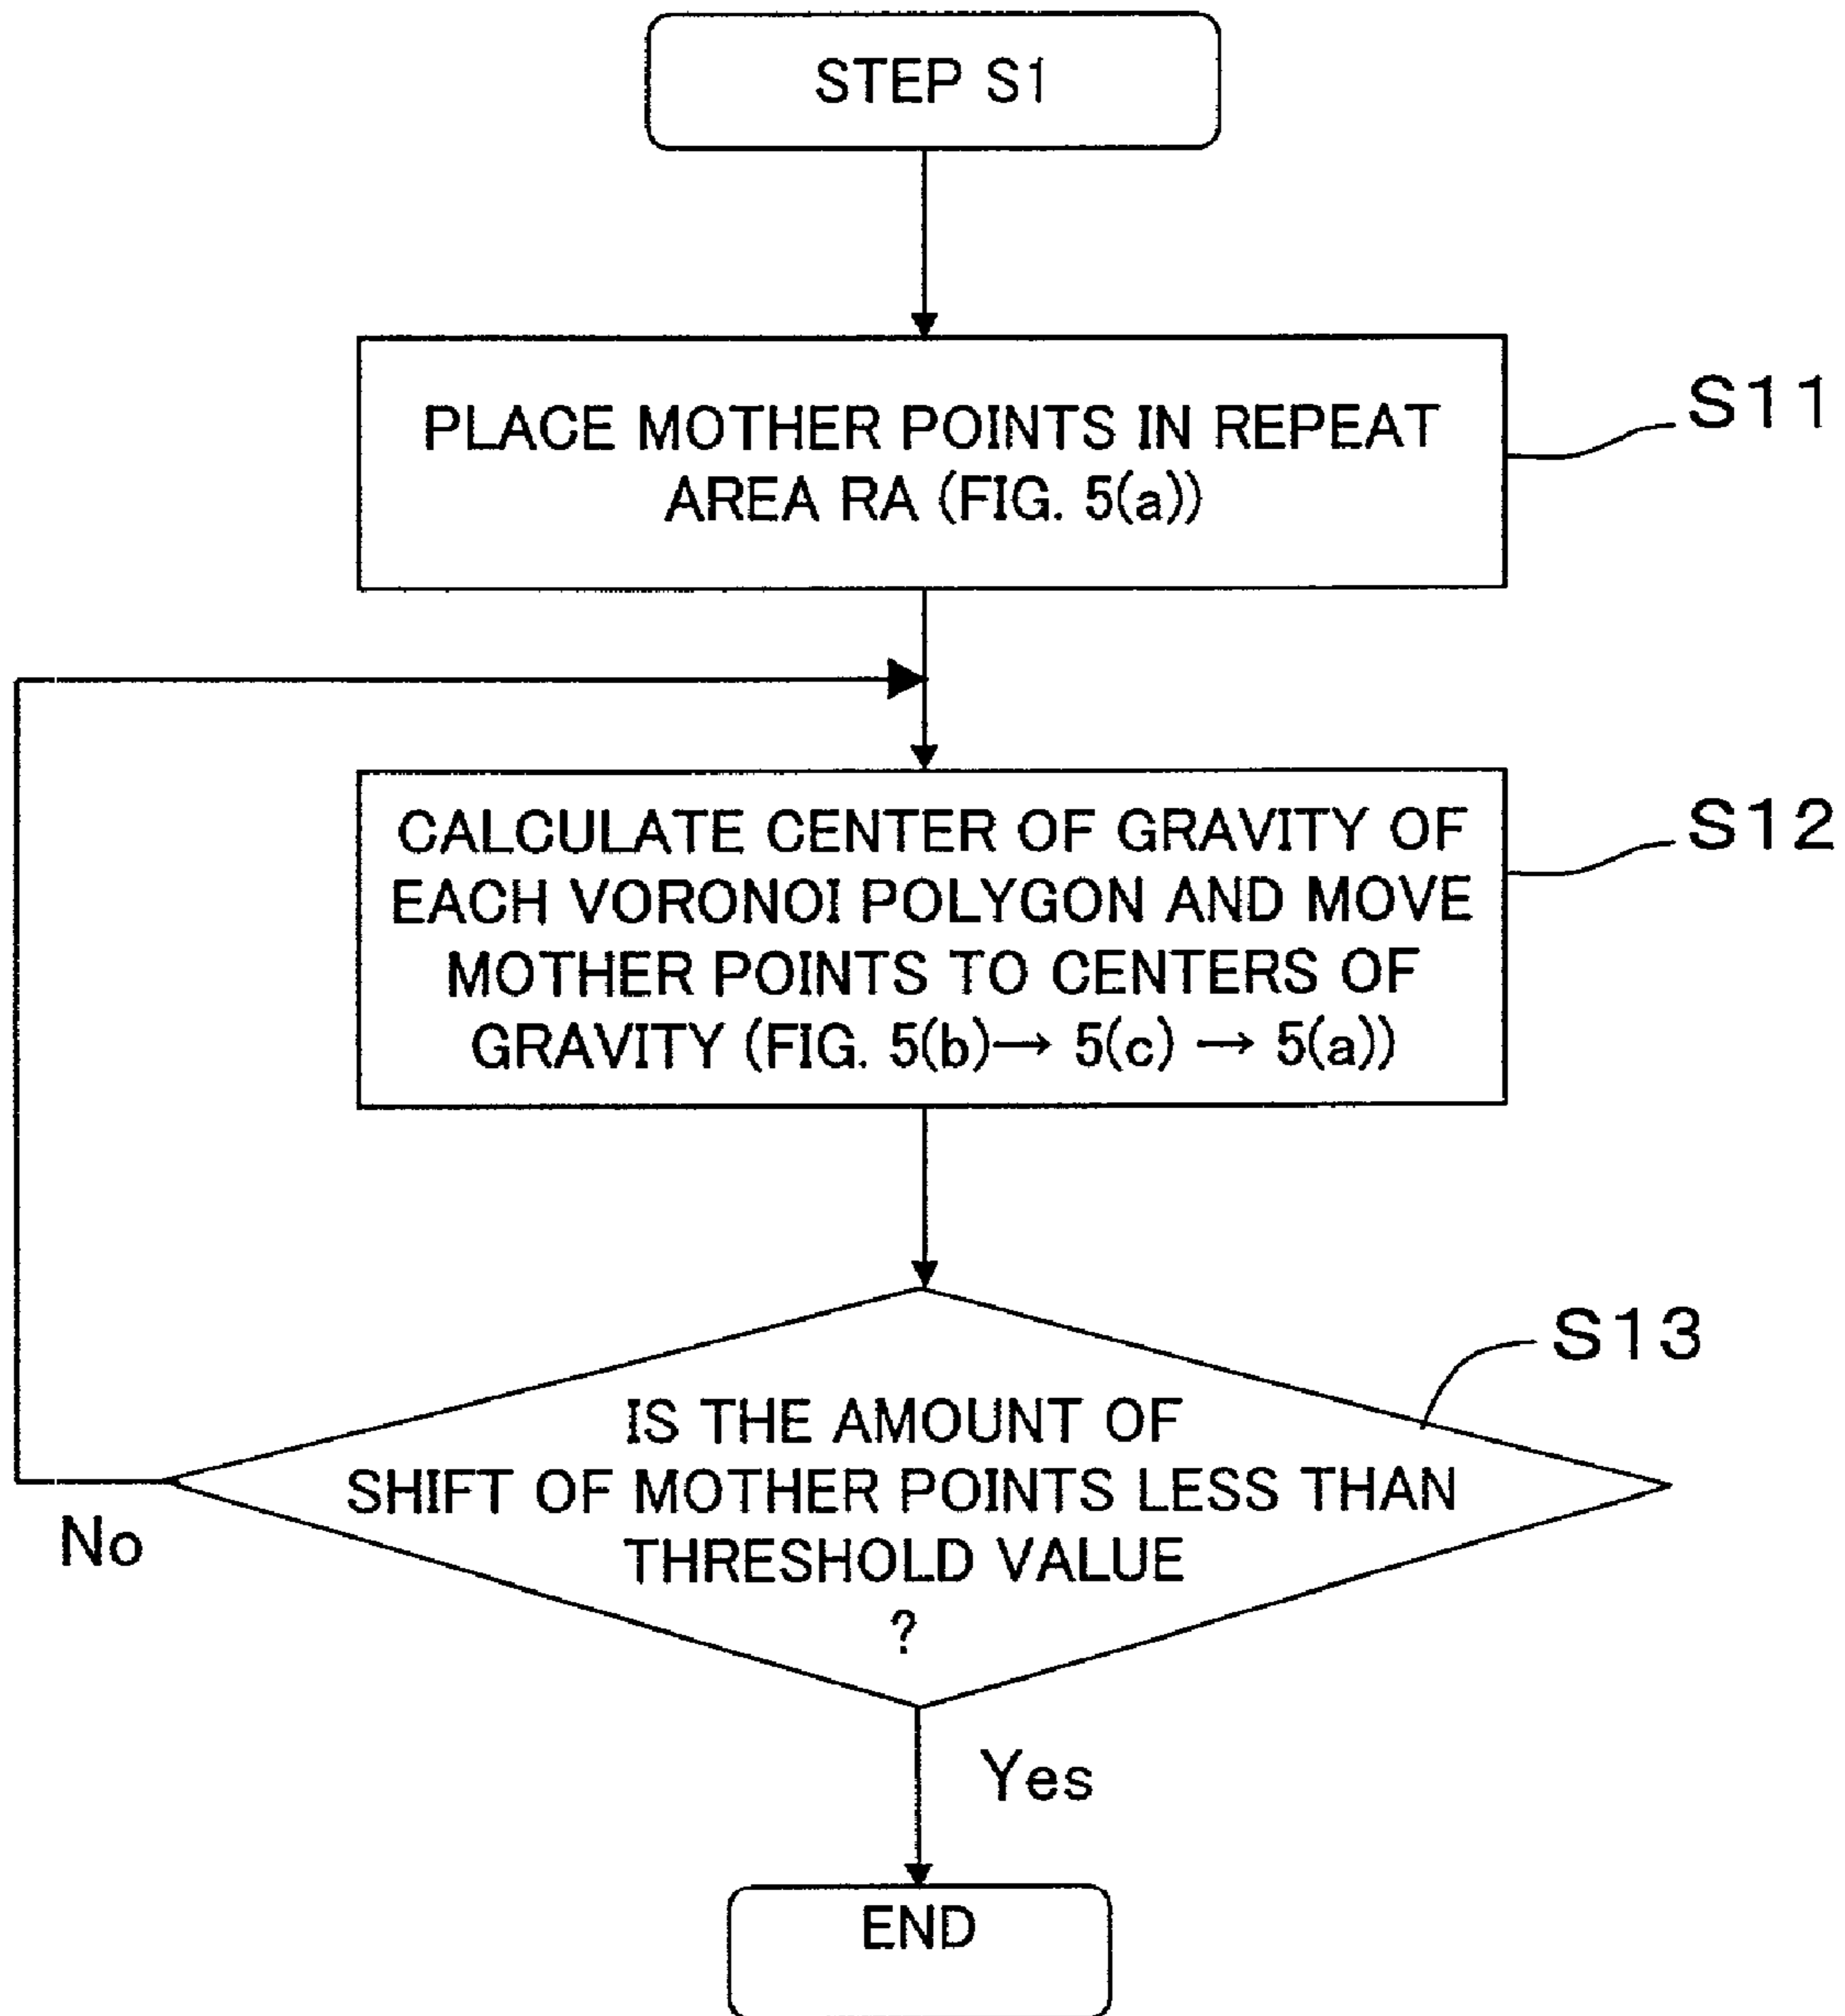 STEP S1
PLACE MOTHER POINTS IN REPEAT
AREA RA (FIG. 5(a))
S11
CALCULATE CENTER OF GRAVITY OF
EACH VORONOI POLYGON AND MOVE
MOTHER POINTS TO CENTERS OF
GRAVITY (FIG. 5(b)→ 5(c) → 5(a))
S12
S13
IS THE AMOUNT OF
SHIFT OF MOTHER POINTS LESS THAN
THRESHOLD VALUE
?
No
Yes
END